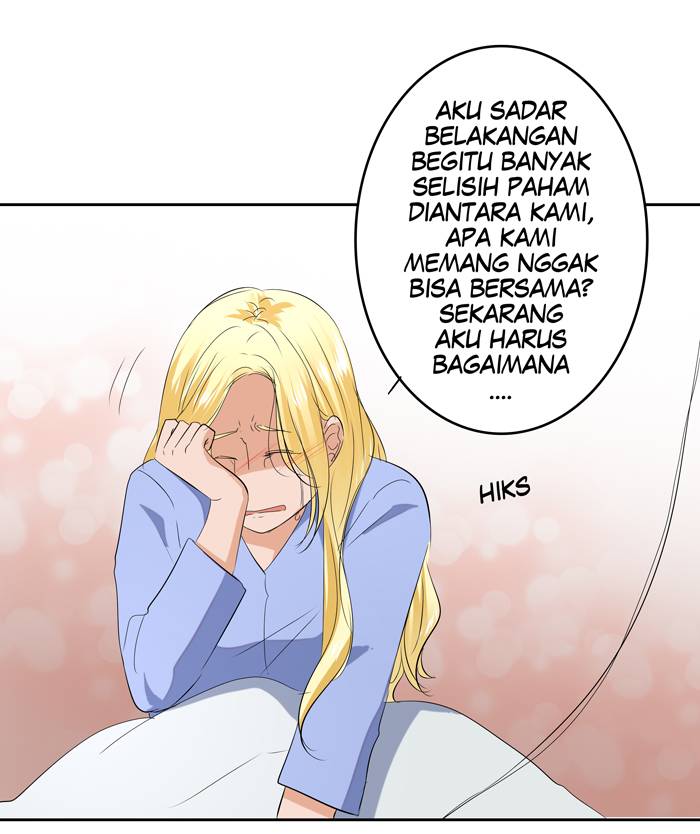 AKU SADAR
BELAKANGAN
BEGITU BANYAK
SELISIH PAHAM
DIANTARA KAMI,
APA KAMI
MEMANG NGGAK
BISA BERSAMA?
SEKARANG
AKU HARUS
BAGAIMANA
....
HIKS